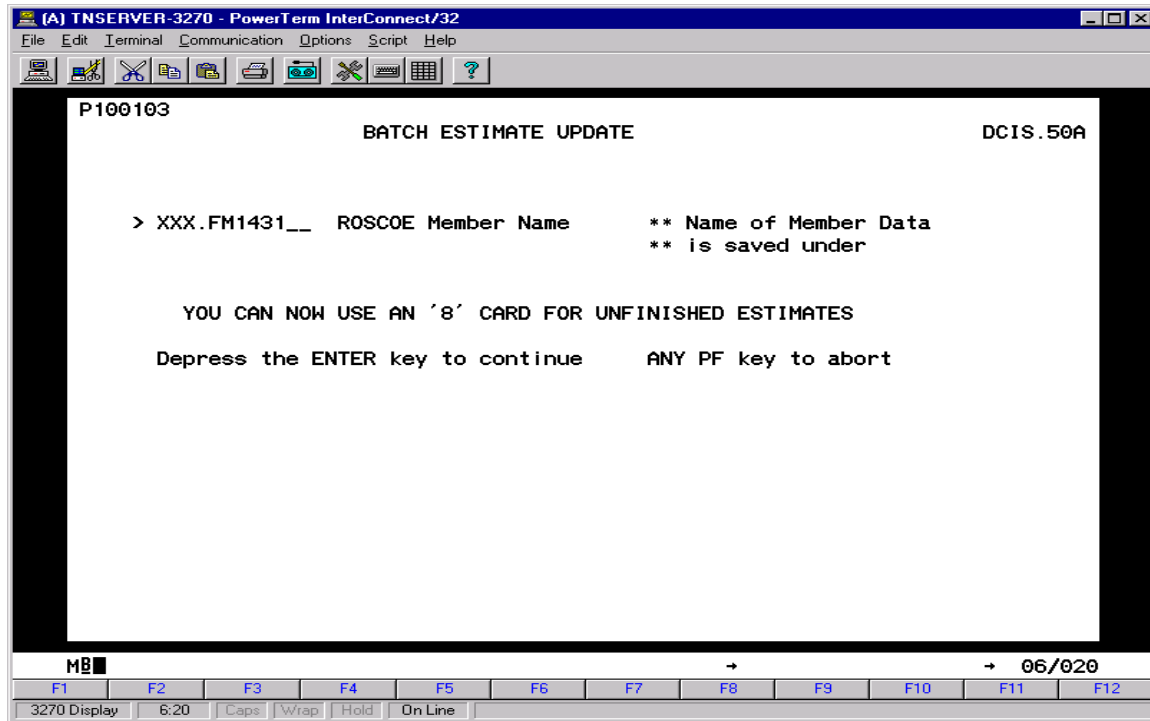 (A) TNSERVER-3270 - PowerTerm InterConnect/32
File Edit Terminal Communication Options Script Help
P100103
BATCH ESTIMATE UPDATE DCIS.50A
> XXX.FM1431__ ROSCOE Member Name ** Name of Member Data
** is saved under
YOU CAN NOW USE AN '8' CARD FOR UNFINISHED ESTIMATES
Depress the ENTER key to continue ANY PF key to abort
MB → → 06/020
F1 F2 F3 F4 F5 F6 F7 F8 F9 F10 F11 F12
3270 Display 6:20 Caps Wrap Hold On Line